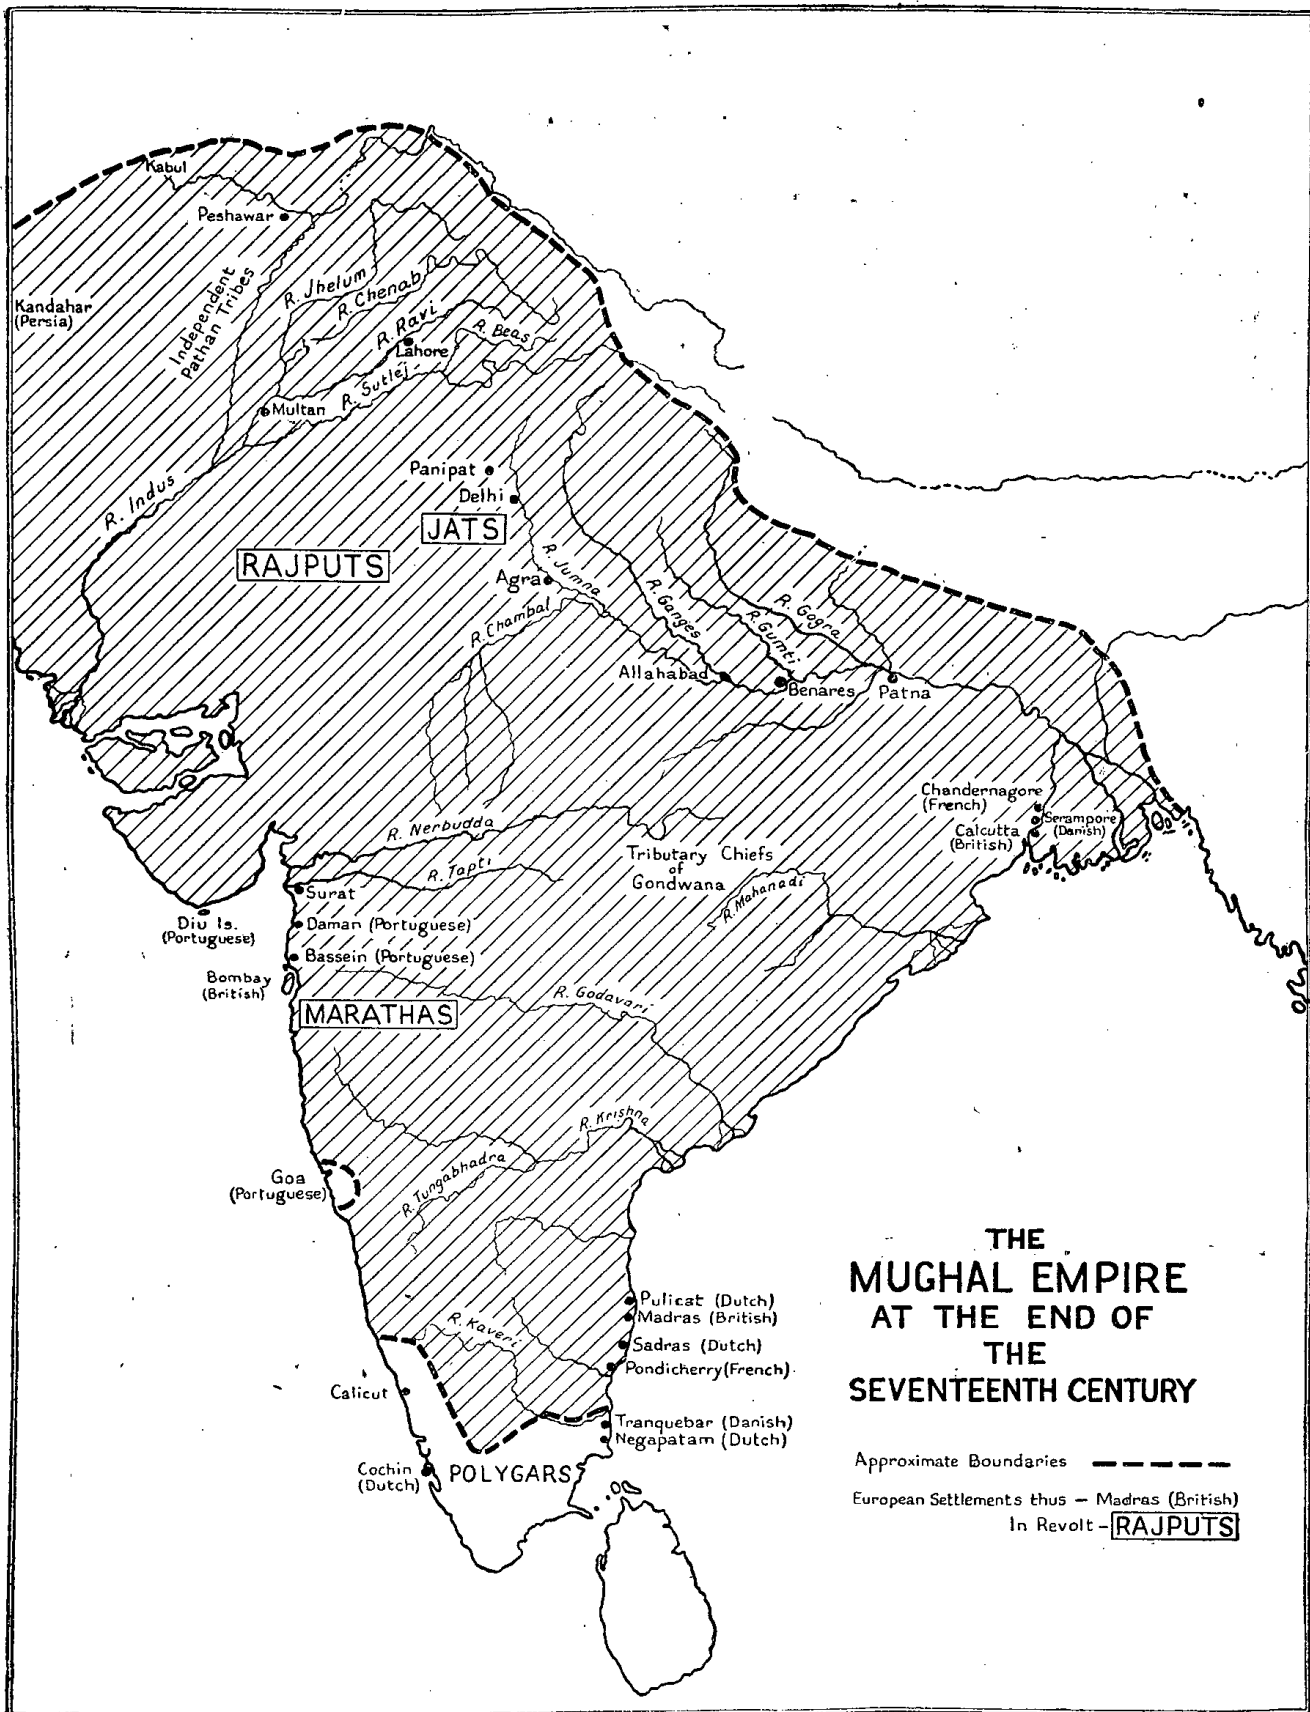 Kabul
Peshawar
Kandahar
(Persia)
Independent
Pathan Tribes
R. Jhelum
R. Chenab
R. Ravi
Lahore
R. Beas
R. Sutlej
Multan
R. Indus
Panipat
Delhi
JATS
RAJPUTS
Agra
R. Jumna
R. Chambal
R. Ganges
R. Gumti
R. Gogra
Allahabad
Benares
Patna
Chandernagore
(French)
Serampore
(Danish)
Calcutta
(British)
R. Nerbudda
R. Tapti
Tributary Chiefs
of
Gondwana
R. Mahanadi
Surat
Diu Is.
(Portuguese)
Daman (Portuguese)
Bassein (Portuguese)
Bombay
(British)
MARATHAS
R. Godavari
R. Krishna
R. Tungabhadra
Goa
(Portuguese)
THE
MUGHAL EMPIRE
AT THE END OF
THE
SEVENTEENTH CENTURY
Pulicat (Dutch)
Madras (British)
R. Kaveri
Sadras (Dutch)
Pondicherry (French)
Calicut
Tranquebar (Danish)
Negapatam (Dutch)
Cochin
(Dutch)
POLYGARS
Approximate Boundaries
European Settlements thus – Madras (British)
In Revolt – RAJPUTS